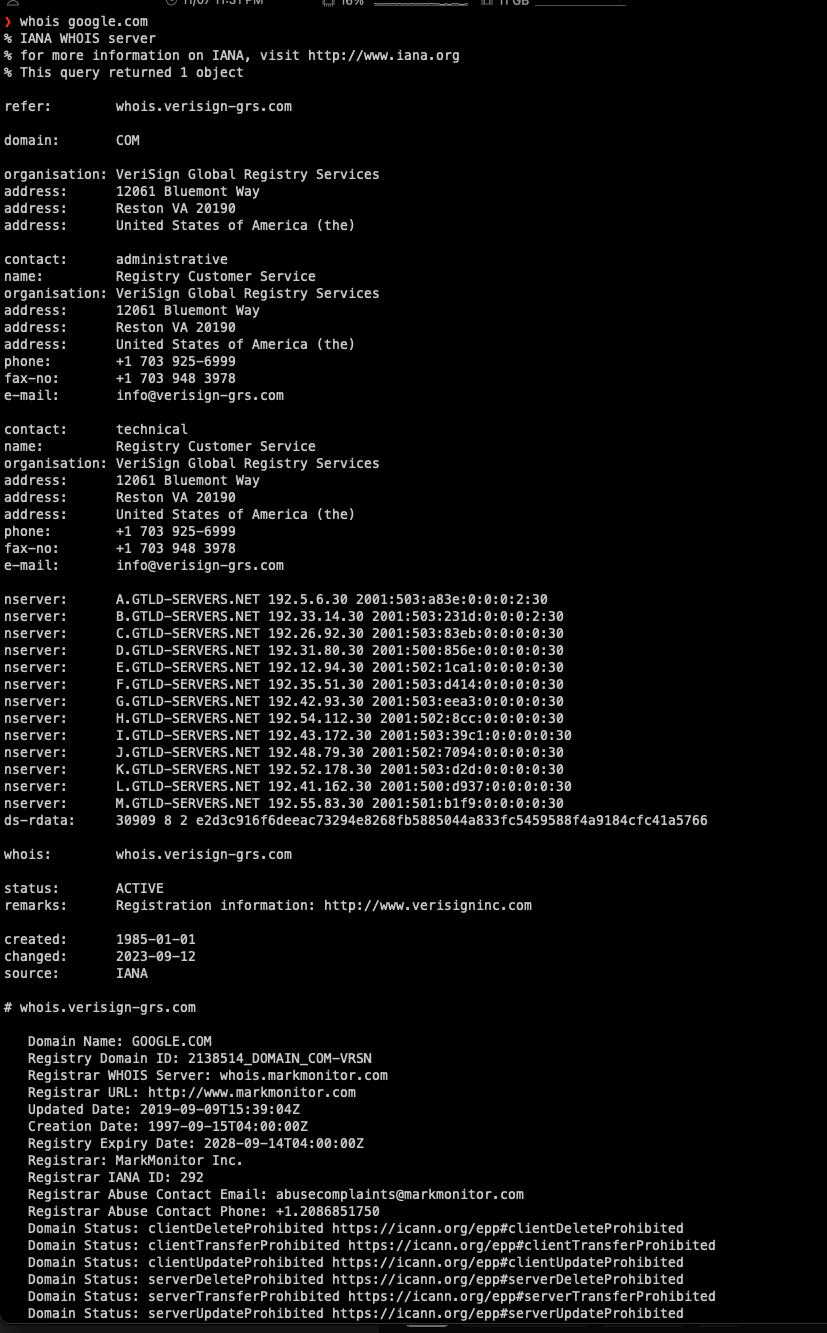 11/07 11:31 PM 16% 11 GB
❯ whois google.com
% IANA WHOIS server
% for more information on IANA, visit http://www.iana.org
% This query returned 1 object
refer: whois.verisign-grs.com
domain: COM
organisation: VeriSign Global Registry Services
address: 12061 Bluemont Way
address: Reston VA 20190
address: United States of America (the)
contact: administrative
name: Registry Customer Service
organisation: VeriSign Global Registry Services
address: 12061 Bluemont Way
address: Reston VA 20190
address: United States of America (the)
phone: +1 703 925-6999
fax-no: +1 703 948 3978
e-mail: info@verisign-grs.com
contact: technical
name: Registry Customer Service
organisation: VeriSign Global Registry Services
address: 12061 Bluemont Way
address: Reston VA 20190
address: United States of America (the)
phone: +1 703 925-6999
fax-no: +1 703 948 3978
e-mail: info@verisign-grs.com
nserver: A.GTLD-SERVERS.NET 192.5.6.30 2001:503:a83e:0:0:0:2:30
nserver: B.GTLD-SERVERS.NET 192.33.14.30 2001:503:231d:0:0:0:2:30
nserver: C.GTLD-SERVERS.NET 192.26.92.30 2001:503:83eb:0:0:0:0:30
nserver: D.GTLD-SERVERS.NET 192.31.80.30 2001:500:856e:0:0:0:0:30
nserver: E.GTLD-SERVERS.NET 192.12.94.30 2001:502:1ca1:0:0:0:0:30
nserver: F.GTLD-SERVERS.NET 192.35.51.30 2001:503:d414:0:0:0:0:30
nserver: G.GTLD-SERVERS.NET 192.42.93.30 2001:503:eea3:0:0:0:0:30
nserver: H.GTLD-SERVERS.NET 192.54.112.30 2001:502:8cc:0:0:0:0:30
nserver: I.GTLD-SERVERS.NET 192.43.172.30 2001:503:39c1:0:0:0:0:30
nserver: J.GTLD-SERVERS.NET 192.48.79.30 2001:502:7094:0:0:0:0:30
nserver: K.GTLD-SERVERS.NET 192.52.178.30 2001:503:d2d:0:0:0:0:30
nserver: L.GTLD-SERVERS.NET 192.41.162.30 2001:500:d937:0:0:0:0:30
nserver: M.GTLD-SERVERS.NET 192.55.83.30 2001:501:b1f9:0:0:0:0:30
ds-rdata: 30909 8 2 e2d3c916f6deeac73294e8268fb5885044a833fc5459588f4a9184cfc41a5766
whois: whois.verisign-grs.com
status: ACTIVE
remarks: Registration information: http://www.verisigninc.com
created: 1985-01-01
changed: 2023-09-12
source: IANA
# whois.verisign-grs.com
Domain Name: GOOGLE.COM
Registry Domain ID: 2138514_DOMAIN_COM-VRSN
Registrar WHOIS Server: whois.markmonitor.com
Registrar URL: http://www.markmonitor.com
Updated Date: 2019-09-09T15:39:04Z
Creation Date: 1997-09-15T04:00:00Z
Registry Expiry Date: 2028-09-14T04:00:00Z
Registrar: MarkMonitor Inc.
Registrar IANA ID: 292
Registrar Abuse Contact Email: abusecomplaints@markmonitor.com
Registrar Abuse Contact Phone: +1.2086851750
Domain Status: clientDeleteProhibited https://icann.org/epp#clientDeleteProhibited
Domain Status: clientTransferProhibited https://icann.org/epp#clientTransferProhibited
Domain Status: clientUpdateProhibited https://icann.org/epp#clientUpdateProhibited
Domain Status: serverDeleteProhibited https://icann.org/epp#serverDeleteProhibited
Domain Status: serverTransferProhibited https://icann.org/epp#serverTransferProhibited
Domain Status: serverUpdateProhibited https://icann.org/epp#serverUpdateProhibited